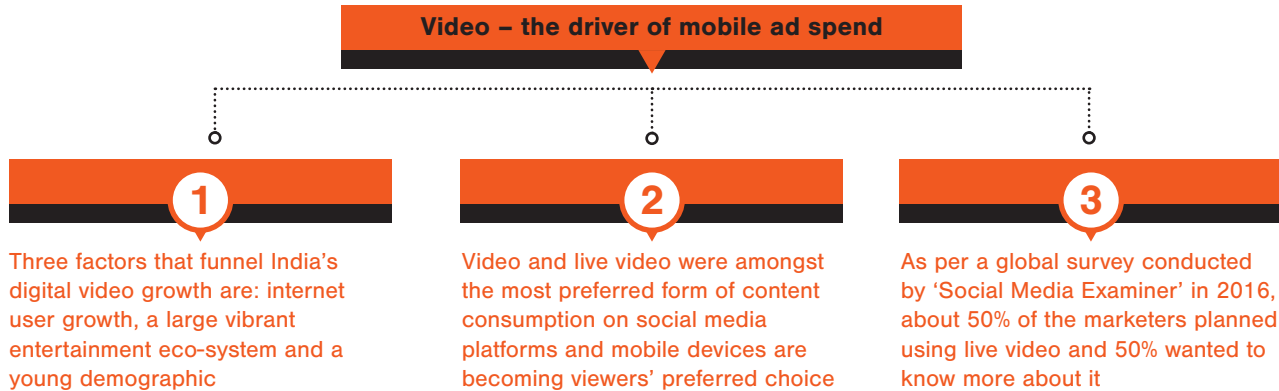 Video – the driver of mobile ad spend
1
Three factors that funnel India's
digital video growth are: internet
user growth, a large vibrant
entertainment eco-system and a
young demographic
2
Video and live video were amongst
the most preferred form of content
consumption on social media
platforms and mobile devices are
becoming viewers' preferred choice
3
As per a global survey conducted
by 'Social Media Examiner' in 2016,
about 50% of the marketers planned
using live video and 50% wanted to
know more about it